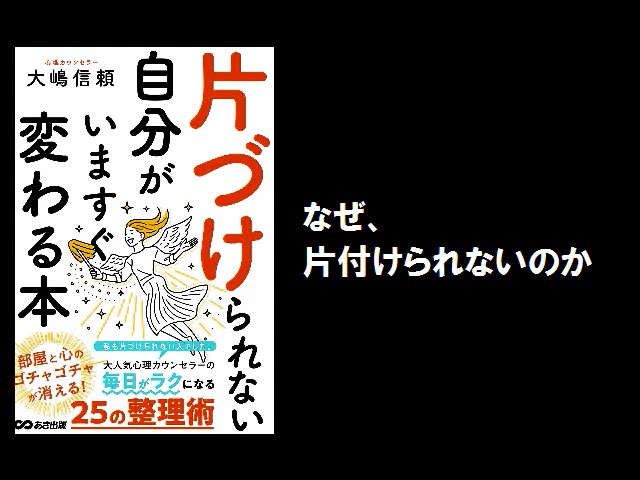 心理カウンセラー
大嶋信頼
片づけられない
自分が
いますぐ
変わる本
部屋と心の
ゴチャゴチャ
が消える!
私も片づけられない人でした。
大人気心理カウンセラーの
毎日がラクになる
25の整理術
あさ出版
なぜ、
片付けられないのか